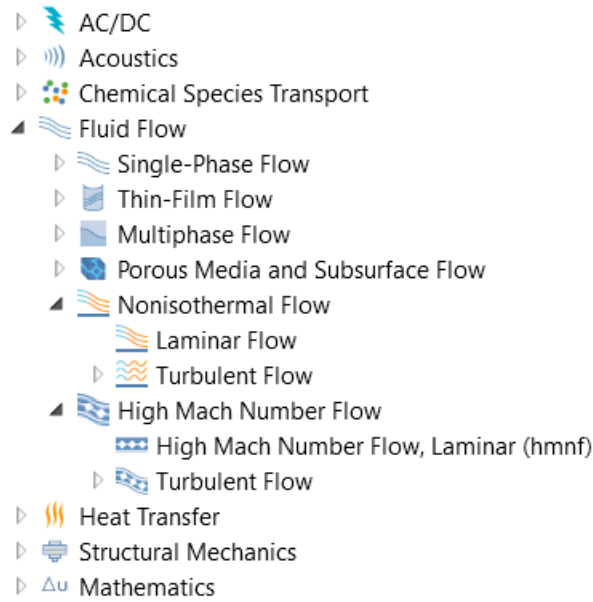 AC/DC
Acoustics
Chemical Species Transport
Fluid Flow
Single-Phase Flow
Thin-Film Flow
Multiphase Flow
Porous Media and Subsurface Flow
Nonisothermal Flow
Laminar Flow
Turbulent Flow
High Mach Number Flow
High Mach Number Flow, Laminar (hmnf)
Turbulent Flow
Heat Transfer
Structural Mechanics
Δu Mathematics